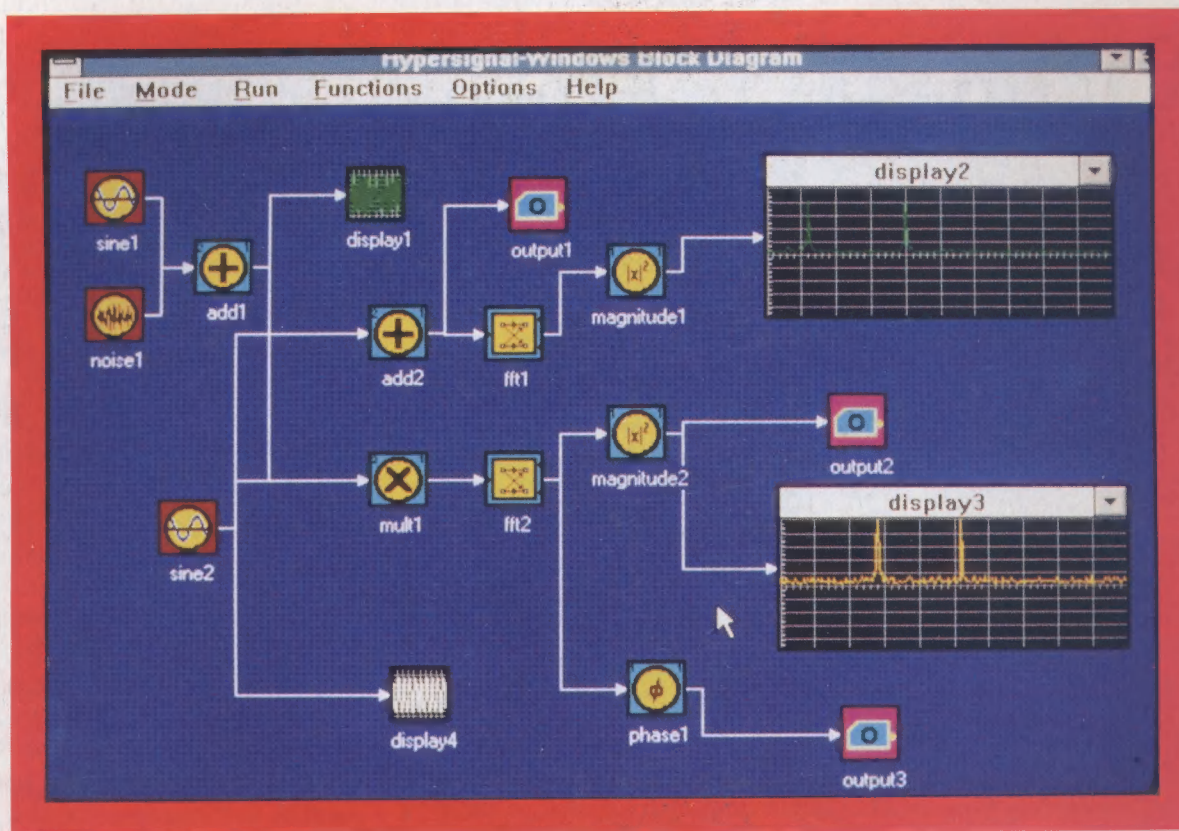 Hypersignal-Windows Block Diagram
File Mode Run Functions Options Help
sine1
noise1
add1
display1
output1
magnitude1
display2
add2
fft1
magnitude2
output2
sine2
mult1
fft2
display3
display4
phase1
output3